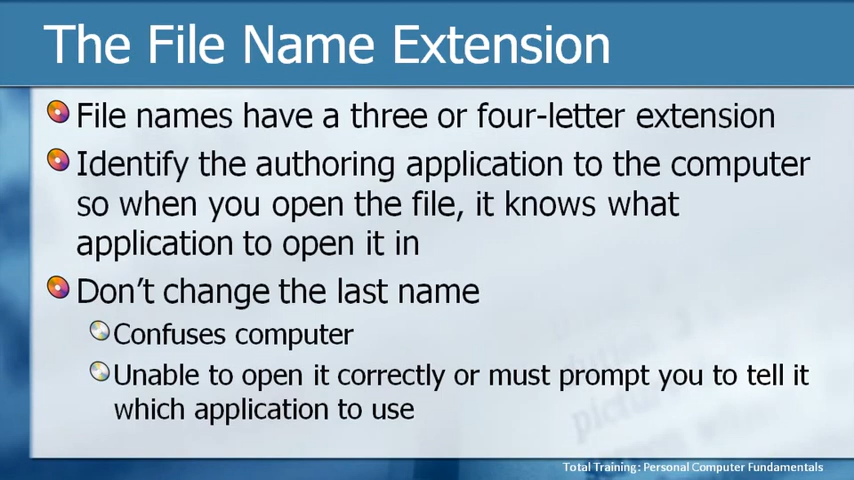 The File Name Extension
File names have a three or four-letter extension
Identify the authoring application to the computer
so when you open the file, it knows what
application to open it in
Don't change the last name
Confuses computer
Unable to open it correctly or must prompt you to tell it
which application to use
Total Training: Personal Computer Fundamentals